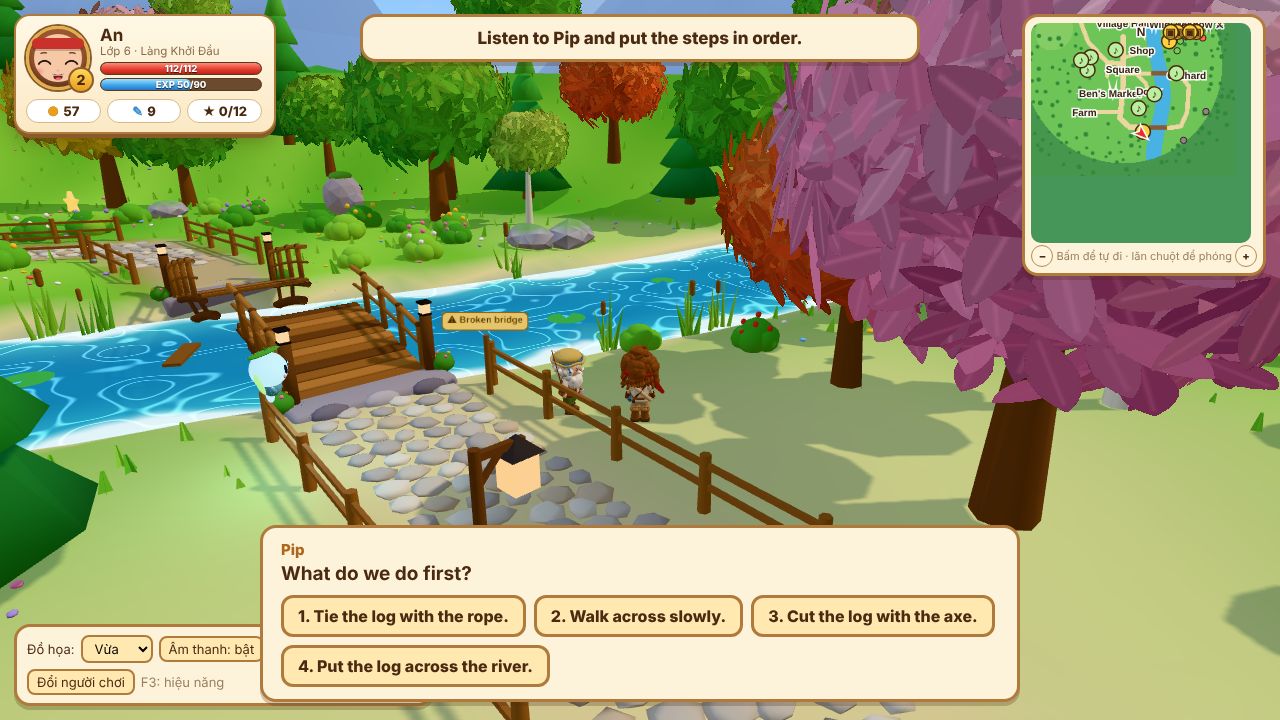 An
Lớp 6 · Làng Khởi Đầu
2
112/112
EXP 50/90
57
9
★ 0/12
Listen to Pip and put the steps in order.
Village Hall
N
Shop
Square
hard
Ben's Marke
Farm
− Bấm để tự đi · lăn chuột để phóng +
⚠ Broken bridge
Pip
What do we do first?
1. Tie the log with the rope.
2. Walk across slowly.
3. Cut the log with the axe.
4. Put the log across the river.
Đồ họa: Vừa Âm thanh: bật
Đổi người chơi F3: hiệu năng